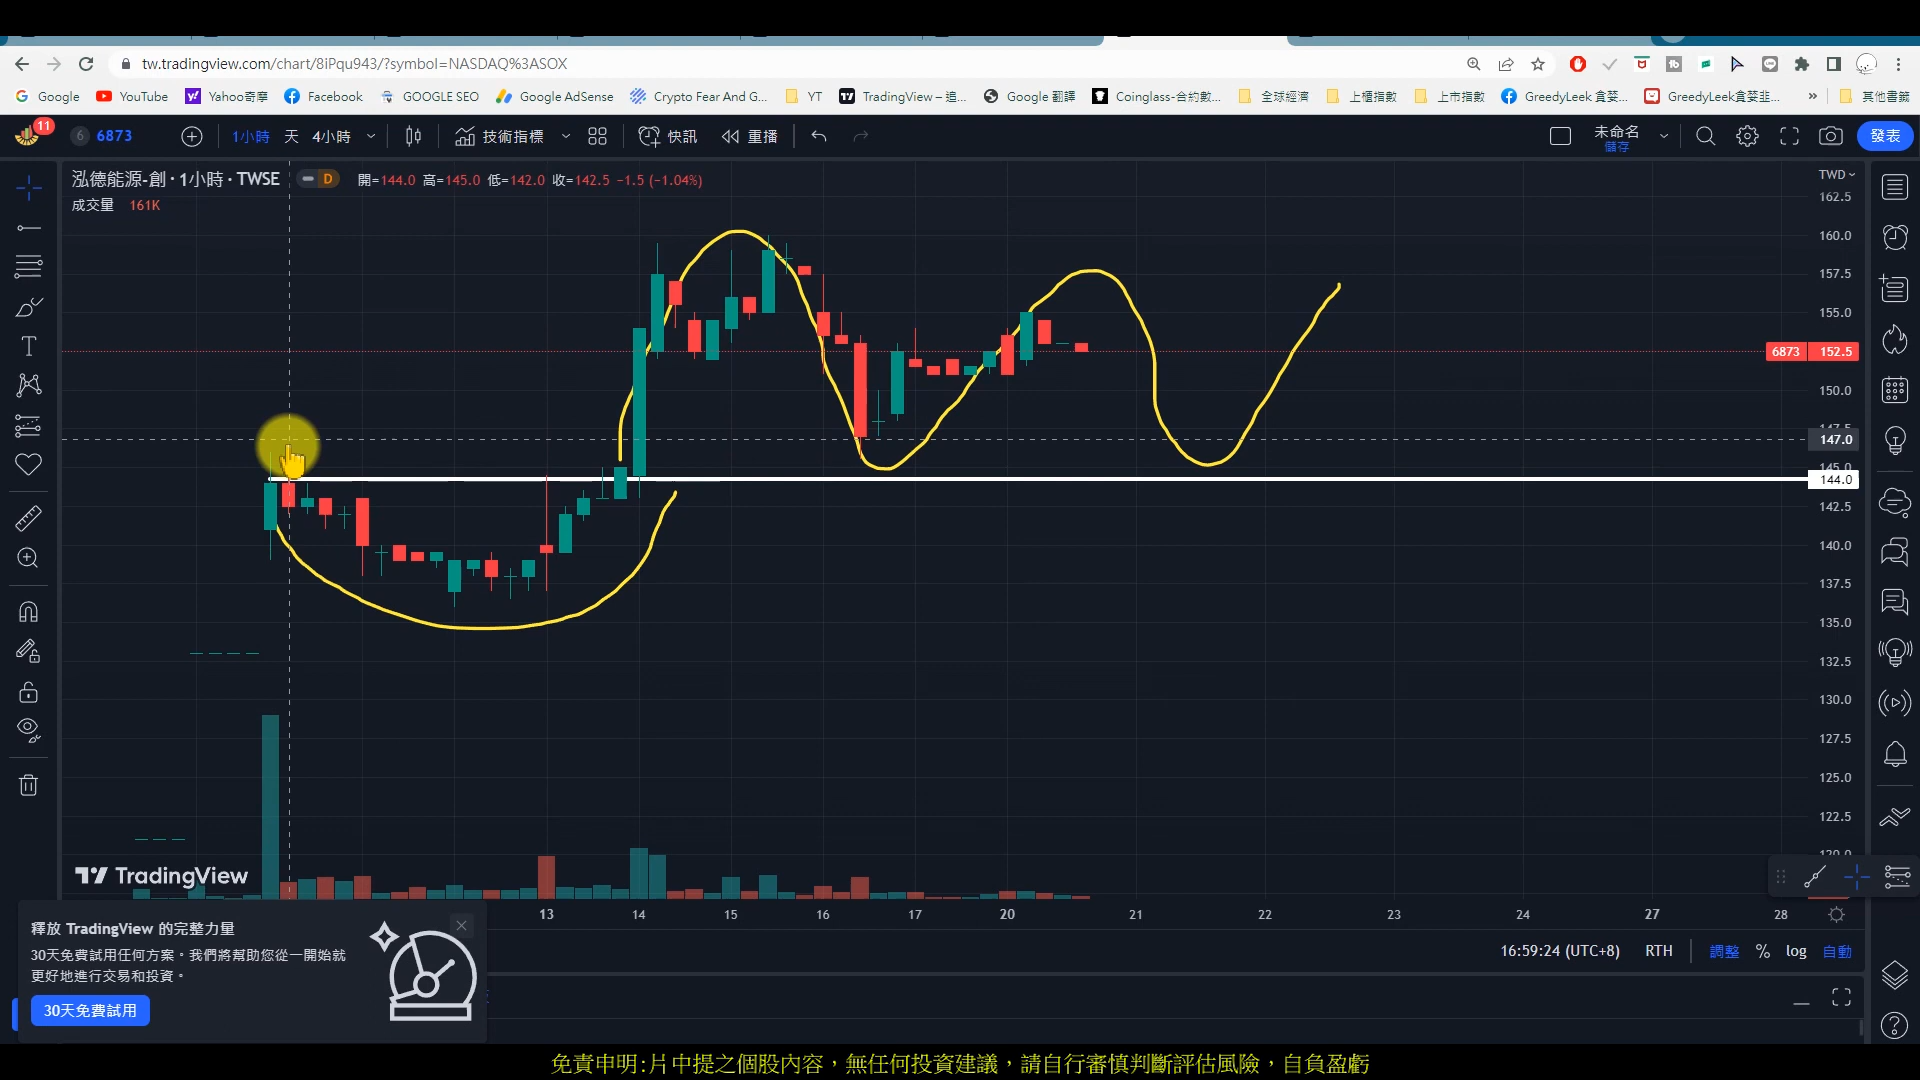 tw.tradingview.com/chart/8iPqu943/?symbol=NASDAQ%3ASOX
Google YouTube Yahoo奇摩 Facebook GOOGLE SEO Google AdSense Crypto Fear And G... YT TradingView – 追... Google 翻譯 Coinglass-合約數... 全球經濟 上櫃指數 上市指數 GreedyLeek 貪婪... GreedyLeek貪婪韭... » 其他書籤
11 6 6873 1小時 天 4小時 技術指標 快訊 重播 未命名 儲存 發表
泓德能源-創 · 1小時 · TWSE D 開=144.0 高=145.0 低=142.0 收=142.5 −1.5 (−1.04%)
成交量 161K
TWD
162.5
160.0
157.5
155.0
6873 152.5
150.0
147.5
147.0
145.0
144.0
142.5
140.0
137.5
135.0
132.5
130.0
127.5
125.0
122.5
120.0
TradingView
13 14 15 16 17 20 21 22 23 24 27 28
釋放 TradingView 的完整力量
30天免費試用任何方案。我們將幫助您從一開始就
更好地進行交易和投資。
30天免費試用
16:59:24 (UTC+8) RTH 調整 % log 自動
免責申明:片中提之個股內容，無任何投資建議，請自行審慎判斷評估風險，自負盈虧